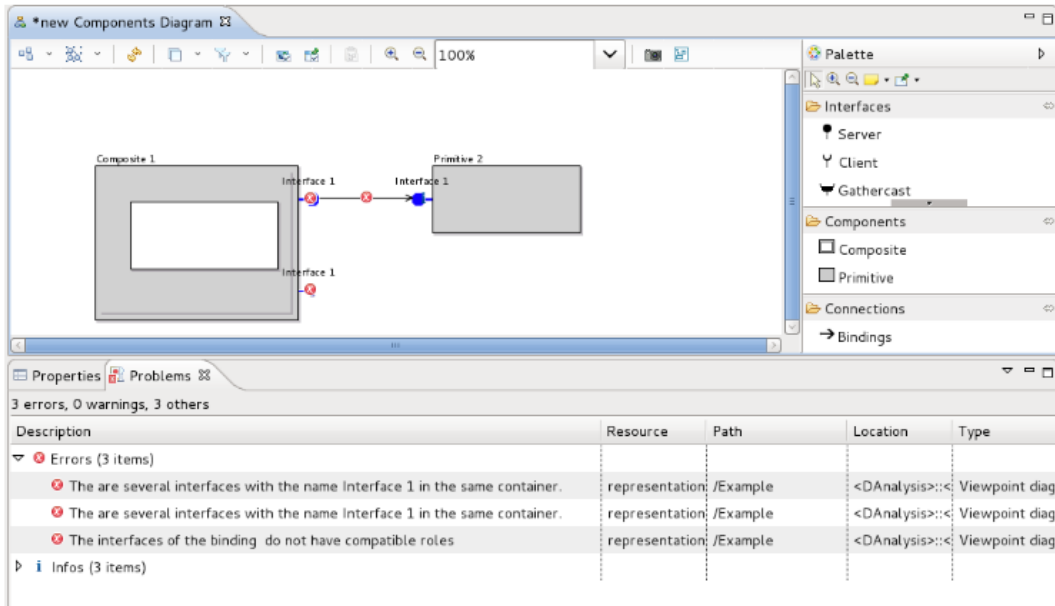 *new Components Diagram
100%
Palette
Interfaces
Server
Client
Gathercast
Components
Composite
Primitive
Connections
Bindings
Composite 1
Primitive 2
Interface 1
Interface 1
Interface 1
Properties Problems
3 errors, 0 warnings, 3 others
Description Resource Path Location Type
Errors (3 items)
The are several interfaces with the name Interface 1 in the same container. representation /Example <DAnalysis>::< Viewpoint diag
The are several interfaces with the name Interface 1 in the same container. representation /Example <DAnalysis>::< Viewpoint diag
The interfaces of the binding do not have compatible roles representation /Example <DAnalysis>::< Viewpoint diag
i Infos (3 items)